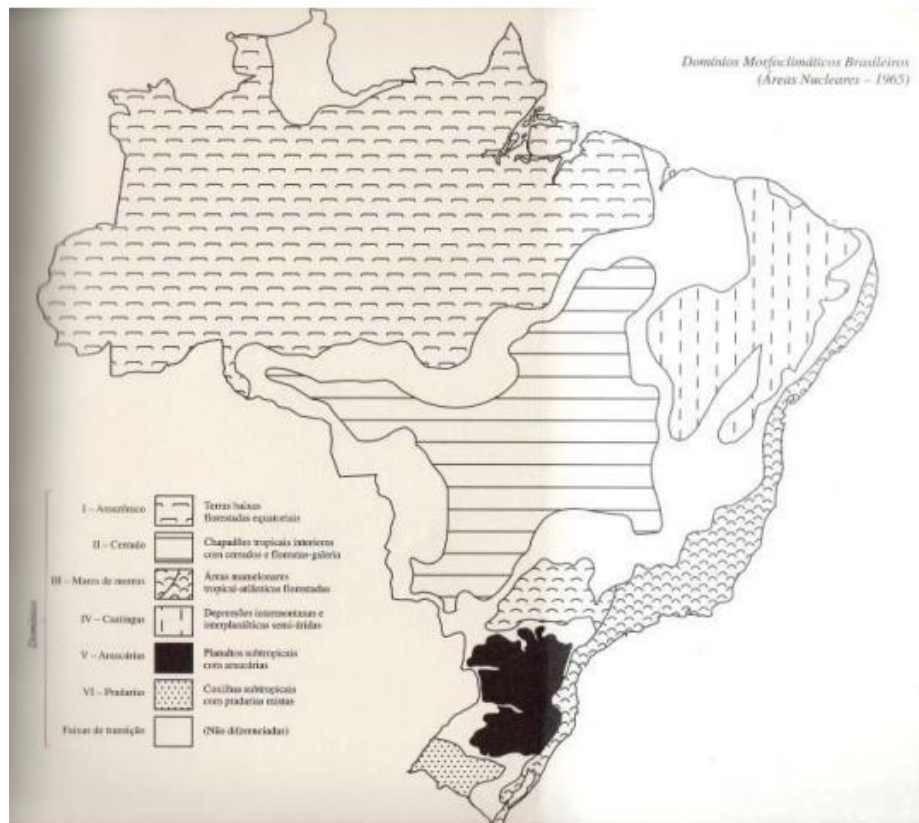 Domínios Morfoclimáticos Brasileiros
(Áreas Nucleares – 1965)
Domínios
I – Amazônico
Terras baixas
florestadas equatoriais
II – Cerrado
Chapadões tropicais interiores
com cerrados e florestas-galeria
III – Mares de morros
Áreas mamelonares
tropical-atlânticas florestadas
IV – Caatingas
Depressões intermontanas e
interplanálticas semi-áridas
V – Araucárias
Planaltos subtropicais
com araucárias
VI – Pradarias
Coxilhas subtropicais
com pradarias mistas
Faixas de transição
(Não diferenciadas)